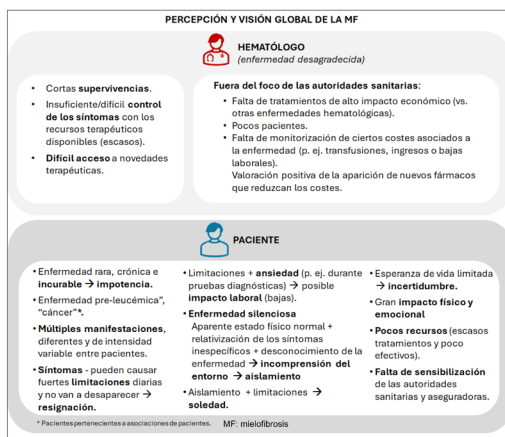 PERCEPCIÓN Y VISIÓN GLOBAL DE LA MF
HEMATÓLOGO
(enfermedad desagradecida)
• Cortas supervivencias.
• Insuficiente/difícil control
de los síntomas con los
recursos terapéuticos
disponibles (escasos).
• Difícil acceso a novedades
terapéuticas.
Fuera del foco de las autoridades sanitarias:
• Falta de tratamientos de alto impacto económico (vs.
otras enfermedades hematológicas).
• Pocos pacientes.
• Falta de monitorización de ciertos costes asociados a
la enfermedad (p. ej. transfusiones, ingresos o bajas
laborales).
Valoración positiva de la aparición de nuevos fármacos
que reduzcan los costes.
PACIENTE
• Enfermedad rara, crónica e
incurable → impotencia.
• Enfermedad pre-leucémica”,
“cáncer”*.
• Múltiples manifestaciones,
diferentes y de intensidad
variable entre pacientes.
• Síntomas - pueden causar
fuertes limitaciones diarias
y no van a desaparecer →
resignación.
• Limitaciones + ansiedad (p. ej. durante
pruebas diagnósticas) → posible
impacto laboral (bajas).
• Enfermedad silenciosa
Aparente estado físico normal +
relativización de los síntomas
inespecíficos + desconocimiento de la
enfermedad → incomprensión del
entorno → aislamiento
• Aislamiento + limitaciones →
soledad.
• Esperanza de vida limitada
→ incertidumbre.
• Gran impacto físico y
emocional
• Pocos recursos (escasos
tratamientos y poco
efectivos).
• Falta de sensibilización
de las autoridades
sanitarias y aseguradoras.
* Pacientes pertenecientes a asociaciones de pacientes. MF: mielofibrosis